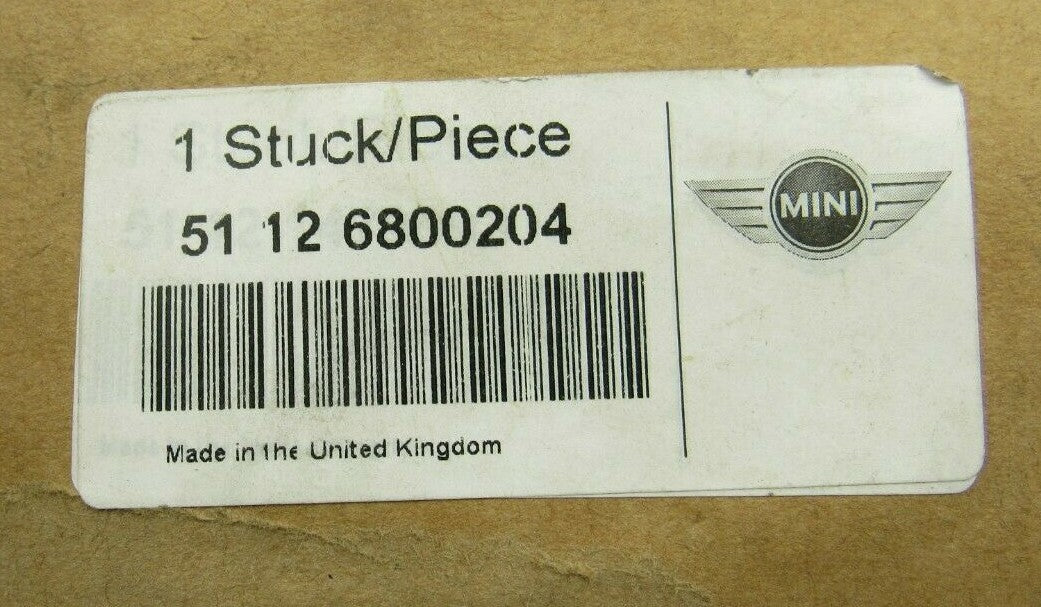 1 Stuck/Piece
51 12 6800204
Made in the United Kingdom
MINI